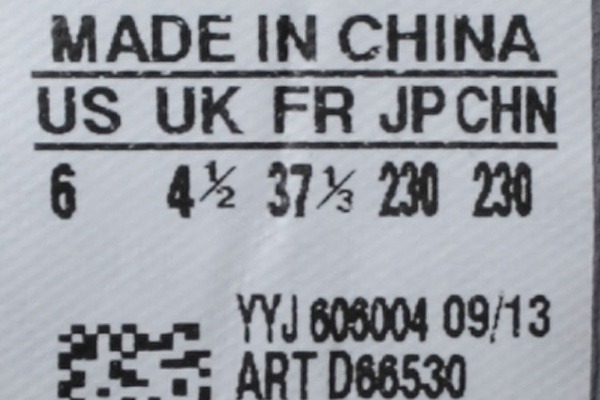 MADE IN CHINA
US UK FR JP CHN
6 4½ 37⅓ 230 230
YYJ 606004 09/13
ART D66530